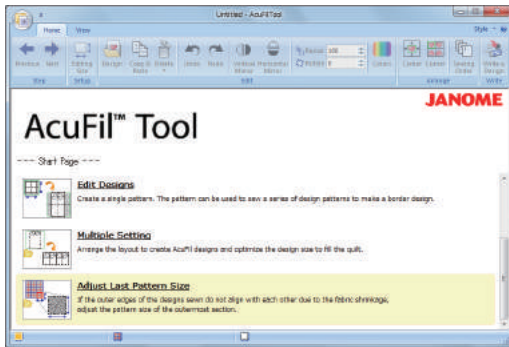 Untitled - AcuFilTool
Home View
Style
Previous Next Editing Size Design Copy & Paste Delete Undo Redo Vertical Mirror Horizontal Mirror Resize 100 Rotate 0 Colors Center Corner Sewing Order Write a Design
Step Setup Edit Arrange Write
JANOME
AcuFil™ Tool
--- Start Page ---
Edit Designs
Create a single pattern. The pattern can be used to sew a series of design patterns to make a border design.
Multiple Setting
Arrange the layout to create AcuFil designs and optimize the design size to fill the quilt.
Adjust Last Pattern Size
If the outer edges of the designs sewn do not align with each other due to the fabric shrinkage,
adjust the pattern size of the outermost section.